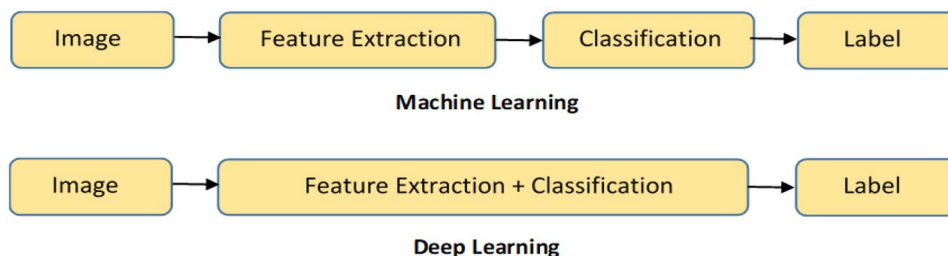 Image Feature Extraction Classification Label
Machine Learning
Image Feature Extraction + Classification Label
Deep Learning